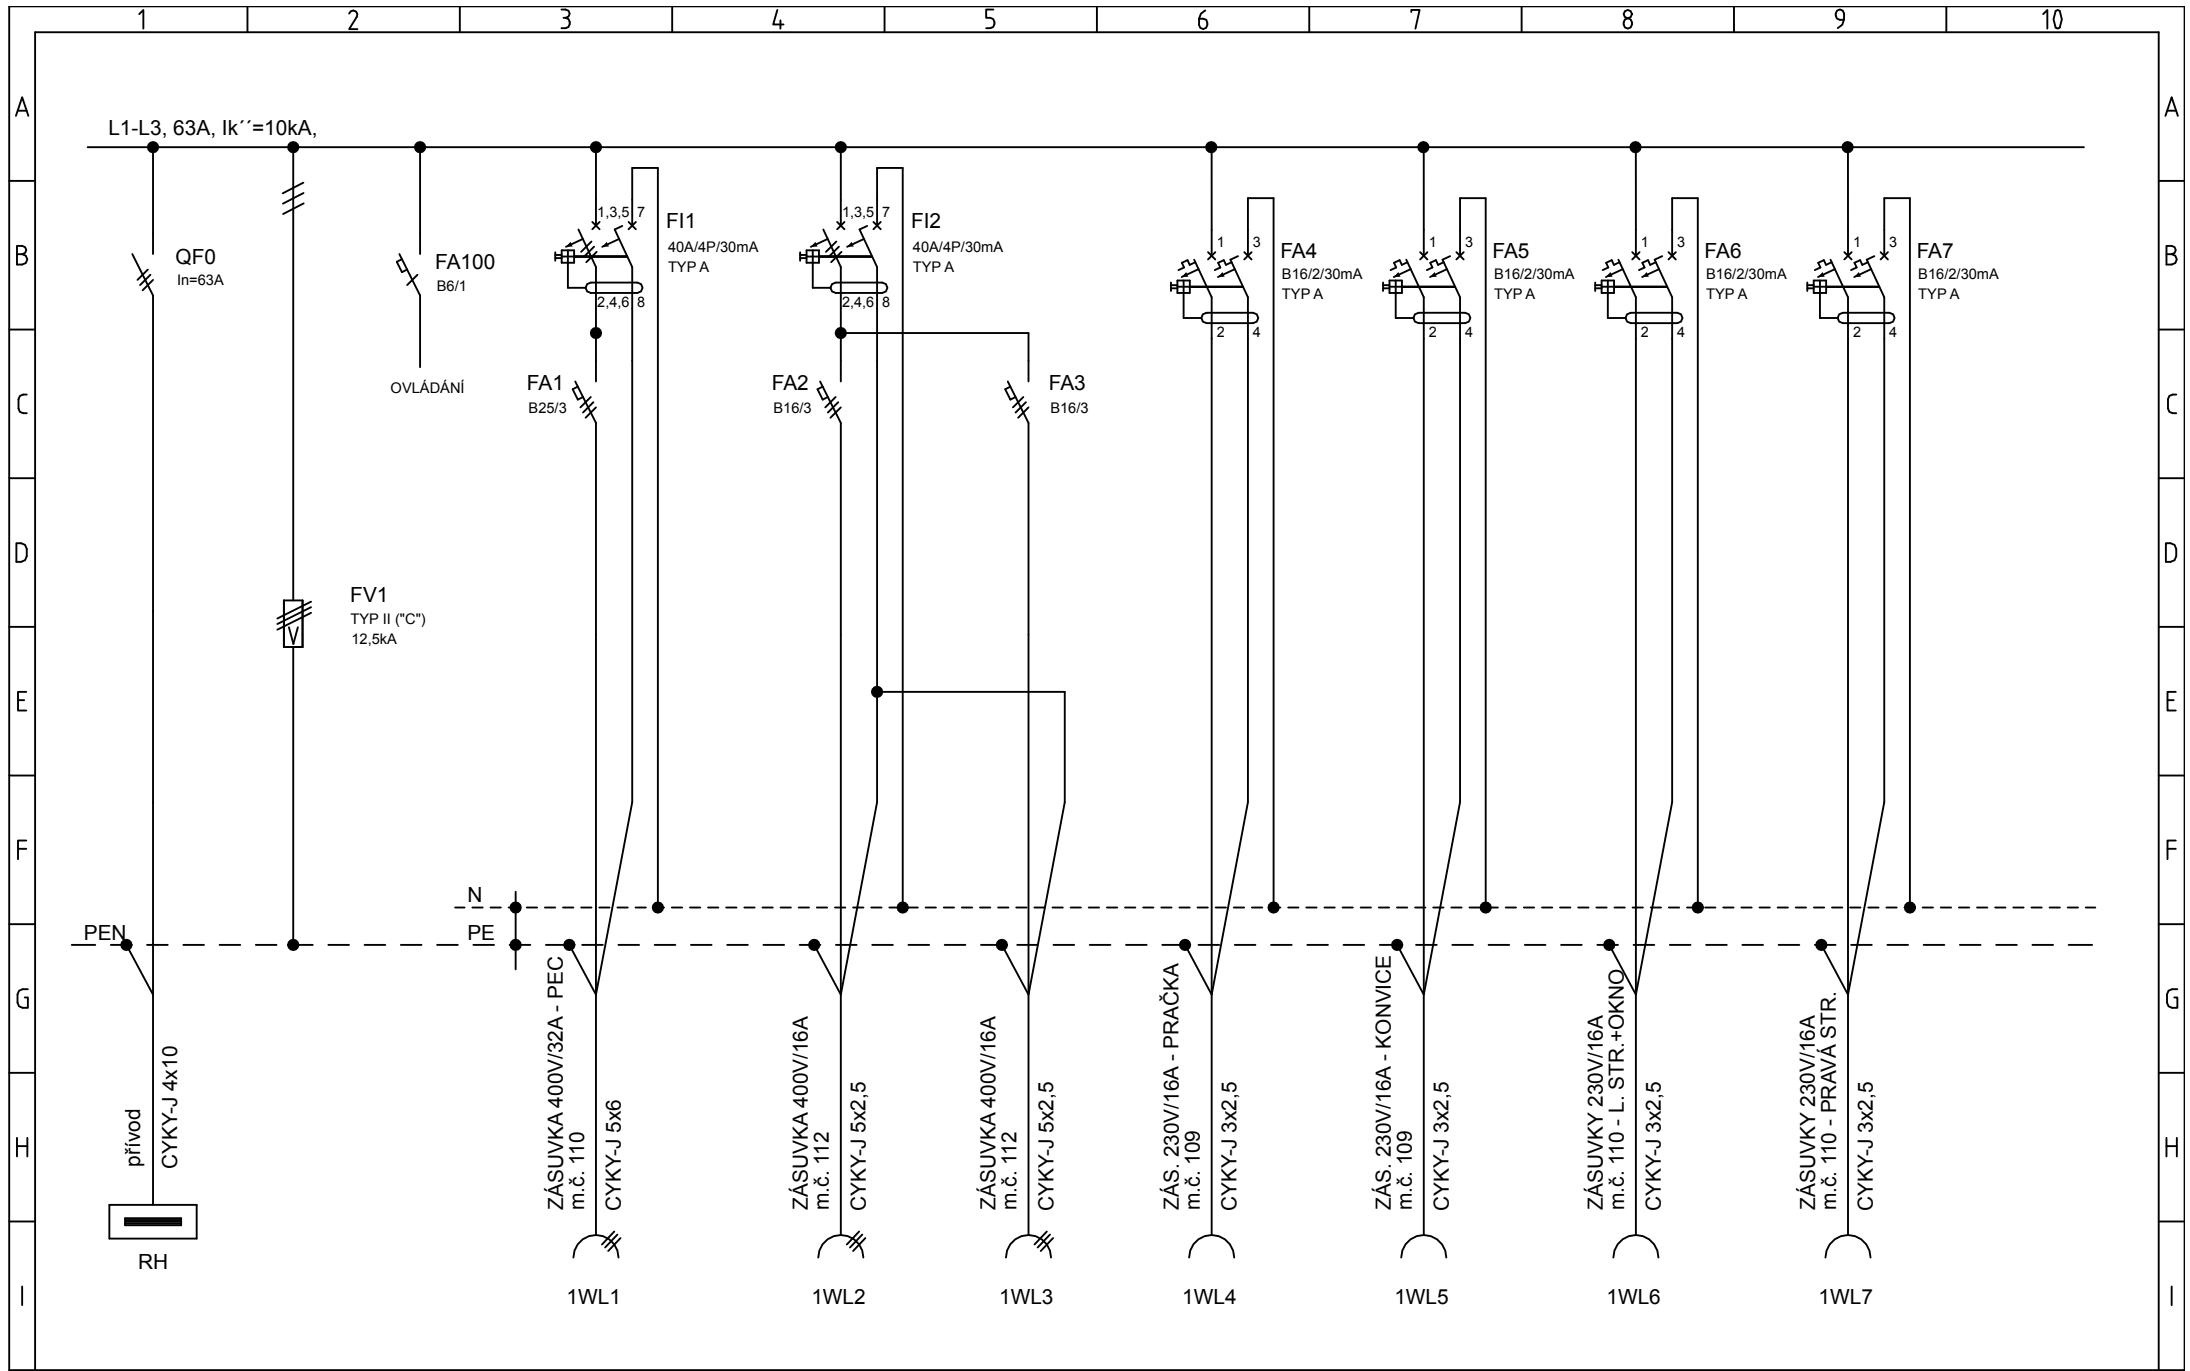 1 2 3 4 5 6 7 8 9 10
A A
L1-L3, 63A, Ik´´=10kA,
B B
QF0
In=63A
FA100
B6/1
OVLÁDÁNÍ
1,3,5 7
FI1
40A/4P/30mA
TYP A
2,4,6 8
1,3,5 7
FI2
40A/4P/30mA
TYP A
2,4,6 8
1 3
FA4
B16/2/30mA
TYP A
2 4
1 3
FA5
B16/2/30mA
TYP A
2 4
1 3
FA6
B16/2/30mA
TYP A
2 4
1 3
FA7
B16/2/30mA
TYP A
2 4
C C
FA1
B25/3
FA2
B16/3
FA3
B16/3
D D
FV1
TYP II ("C")
12,5kA
V
E E
F F
N
PEN
PE
G G
přívod
CYKY-J 4x10
ZÁSUVKA 400V/32A - PEC
m.č. 110
CYKY-J 5x6
ZÁSUVKA 400V/16A
m.č. 112
CYKY-J 5x2,5
ZÁSUVKA 400V/16A
m.č. 112
CYKY-J 5x2,5
ZÁS. 230V/16A - PRAČKA
m.č. 109
CYKY-J 3x2,5
ZÁS. 230V/16A - KONVICE
m.č. 109
CYKY-J 3x2,5
ZÁSUVKY 230V/16A
m.č. 110 - L. STR.+OKNO
CYKY-J 3x2,5
ZÁSUVKY 230V/16A
m.č. 110 - PRAVÁ STR.
CYKY-J 3x2,5
H H
RH
I I
1WL1
1WL2
1WL3
1WL4
1WL5
1WL6
1WL7